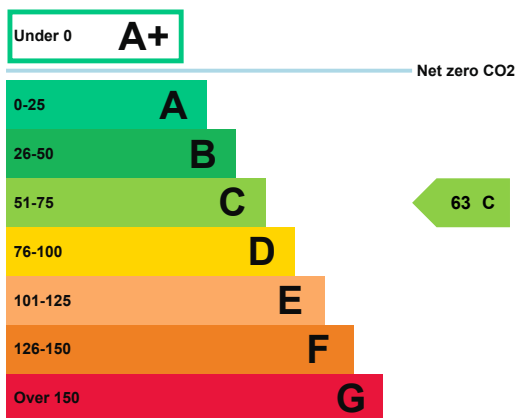 Under 0 A+
Net zero CO2
0-25 A
26-50 B
51-75 C
63 C
76-100 D
101-125 E
126-150 F
Over 150 G